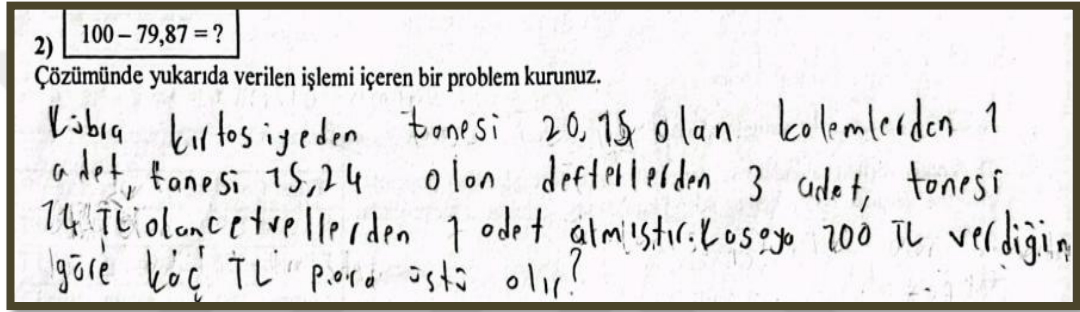 2) 100 – 79,87 = ?
Çözümünde yukarıda verilen işlemi içeren bir problem kurunuz.
Kübra kırtasiyeden tanesi 20,15 olan kalemlerden 1
adet, tanesi 15,24 olan defterlerden 3 adet, tanesi
14 TL olan cetvellerden 1 adet almıştır. Kasaya 100 TL verdiğin
göre kaç TL para üstü alır?